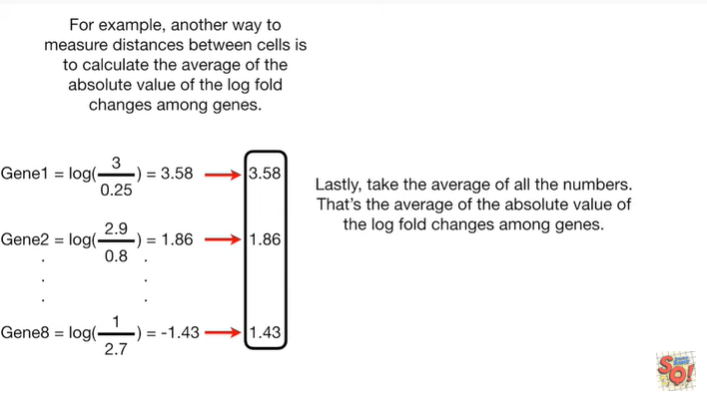 For example, another way to
measure distances between cells is
to calculate the average of the
absolute value of the log fold
changes among genes.
Gene1 = log(3/0.25) = 3.58 → 3.58
Lastly, take the average of all the numbers.
That's the average of the absolute value of
the log fold changes among genes.
Gene2 = log(2.9/0.8) = 1.86 → 1.86
. .
. .
. .
Gene8 = log(1/2.7) = -1.43 → 1.43
SO!